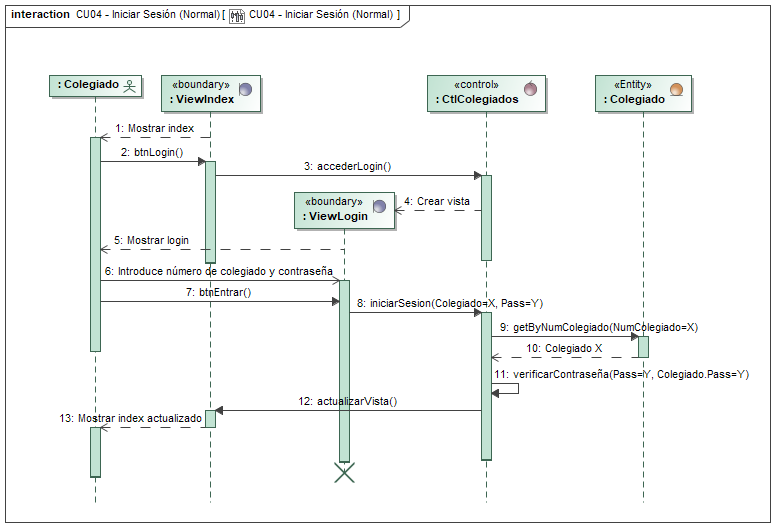 interaction CU04 - Iniciar Sesión (Normal) [ CU04 - Iniciar Sesión (Normal) ]
: Colegiado
«boundary»
: ViewIndex
«control»
: CtlColegiados
«Entity»
: Colegiado
1: Mostrar index
2: btnLogin()
3: accederLogin()
«boundary»
: ViewLogin
4: Crear vista
5: Mostrar login
6: Introduce número de colegiado y contraseña
7: btnEntrar()
8: iniciarSesion(Colegiado=X, Pass=Y)
9: getByNumColegiado(NumColegiado=X)
10: Colegiado X
11: verificarContraseña(Pass=Y, Colegiado.Pass=Y)
12: actualizarVista()
13: Mostrar index actualizado